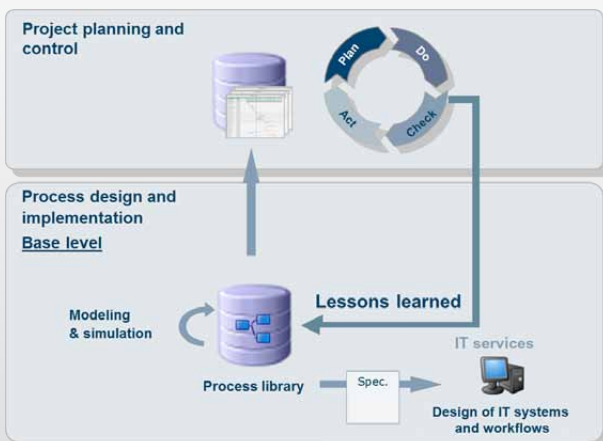 Project planning and
control
Plan
Do
Check
Act
Process design and
implementation
Base level
Modeling
& simulation
Lessons learned
Process library
Spec.
IT services
Design of IT systems
and workflows